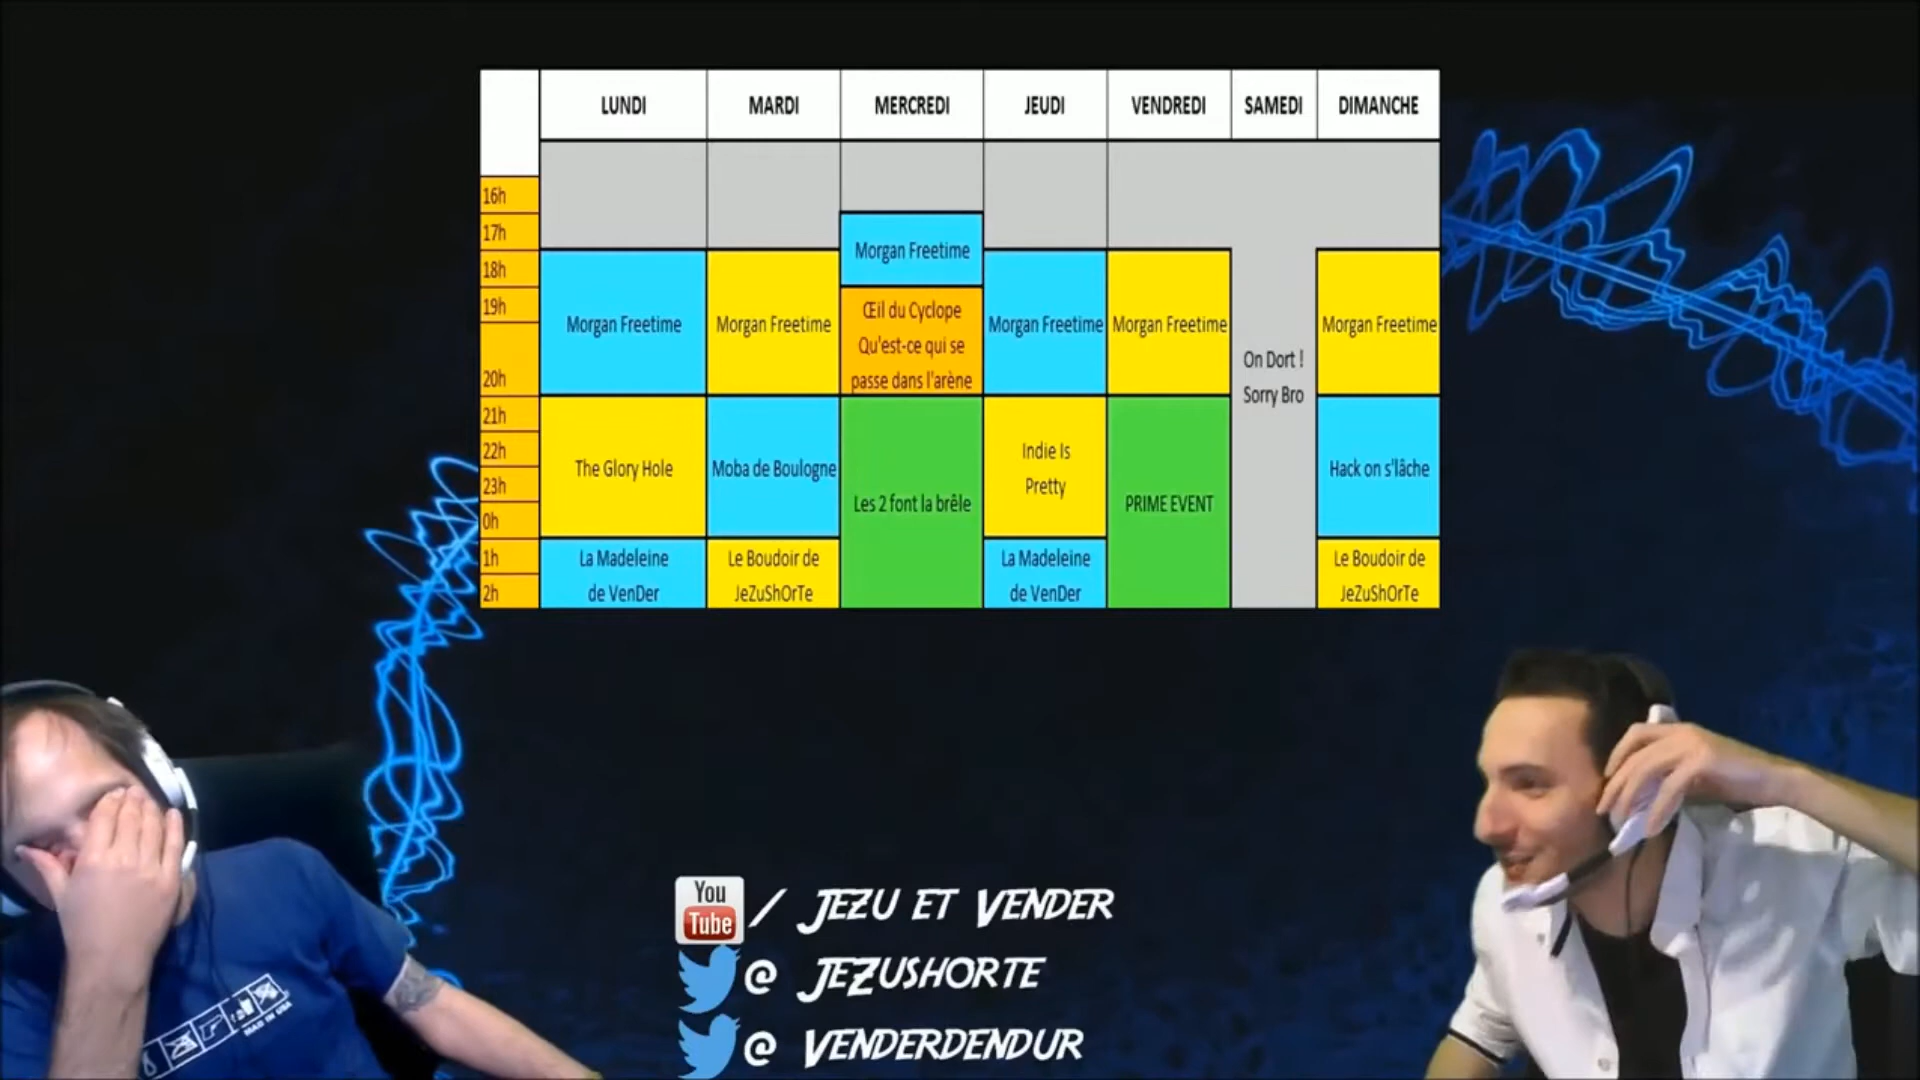 LUNDI MARDI MERCREDI JEUDI VENDREDI SAMEDI DIMANCHE
16h
17h
18h
19h
20h
21h
22h
23h
0h
1h
2h
Morgan Freetime
The Glory Hole
La Madeleine
de VenDer
Morgan Freetime
Moba de Boulogne
Le Boudoir de
JeZuShOrTe
Morgan Freetime
Œil du Cyclope
Qu'est-ce qui se
passe dans l'arène
Les 2 font la brêle
Morgan Freetime
Indie Is
Pretty
La Madeleine
de VenDer
Morgan Freetime
PRIME EVENT
On Dort !
Sorry Bro
Morgan Freetime
Hack on s'lâche
Le Boudoir de
JeZuShOrTe
You
Tube / JEZU ET VENDER
@ JEZUSHORTE
@ VENDERDENDUR
MAD IN USA